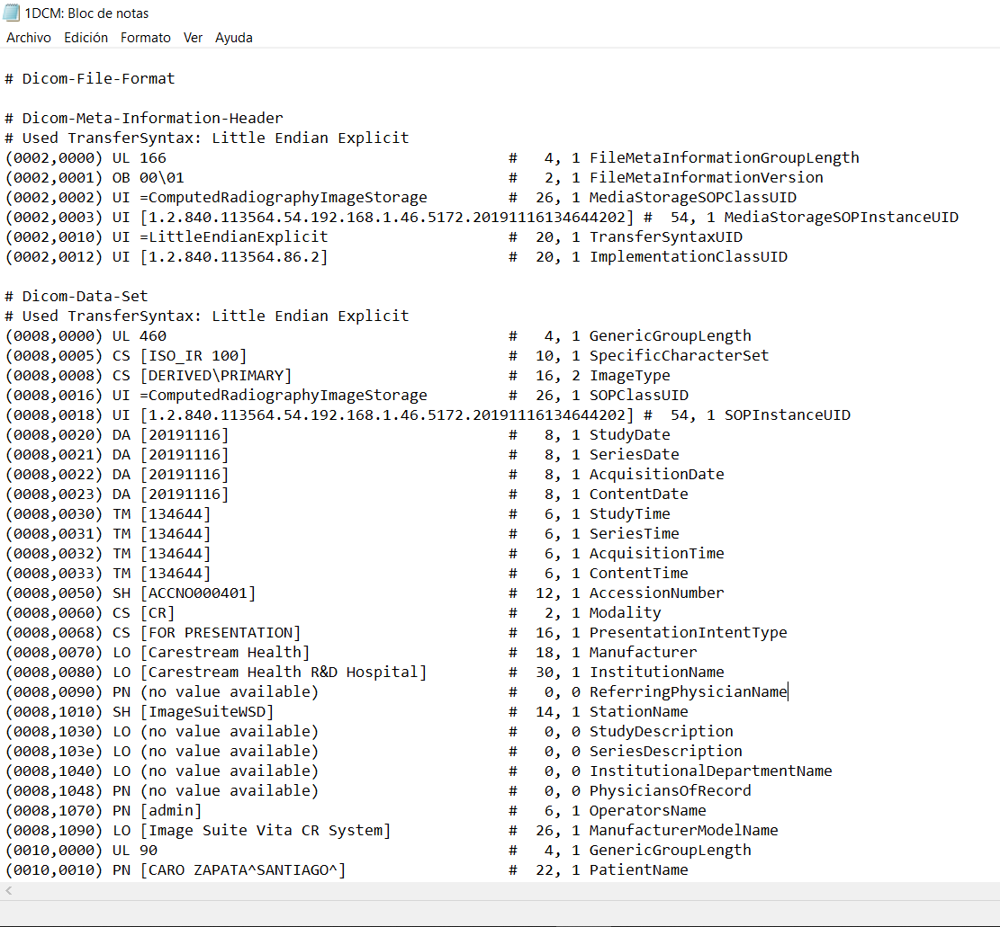 1DCM: Bloc de notas
Archivo Edición Formato Ver Ayuda
# Dicom-File-Format
# Dicom-Meta-Information-Header
# Used TransferSyntax: Little Endian Explicit
(0002,0000) UL 166 # 4, 1 FileMetaInformationGroupLength
(0002,0001) OB 00\01 # 2, 1 FileMetaInformationVersion
(0002,0002) UI =ComputedRadiographyImageStorage # 26, 1 MediaStorageSOPClassUID
(0002,0003) UI [1.2.840.113564.54.192.168.1.46.5172.20191116134644202] # 54, 1 MediaStorageSOPInstanceUID
(0002,0010) UI =LittleEndianExplicit # 20, 1 TransferSyntaxUID
(0002,0012) UI [1.2.840.113564.86.2] # 20, 1 ImplementationClassUID
# Dicom-Data-Set
# Used TransferSyntax: Little Endian Explicit
(0008,0000) UL 460 # 4, 1 GenericGroupLength
(0008,0005) CS [ISO_IR 100] # 10, 1 SpecificCharacterSet
(0008,0008) CS [DERIVED\PRIMARY] # 16, 2 ImageType
(0008,0016) UI =ComputedRadiographyImageStorage # 26, 1 SOPClassUID
(0008,0018) UI [1.2.840.113564.54.192.168.1.46.5172.20191116134644202] # 54, 1 SOPInstanceUID
(0008,0020) DA [20191116] # 8, 1 StudyDate
(0008,0021) DA [20191116] # 8, 1 SeriesDate
(0008,0022) DA [20191116] # 8, 1 AcquisitionDate
(0008,0023) DA [20191116] # 8, 1 ContentDate
(0008,0030) TM [134644] # 6, 1 StudyTime
(0008,0031) TM [134644] # 6, 1 SeriesTime
(0008,0032) TM [134644] # 6, 1 AcquisitionTime
(0008,0033) TM [134644] # 6, 1 ContentTime
(0008,0050) SH [ACCNO000401] # 12, 1 AccessionNumber
(0008,0060) CS [CR] # 2, 1 Modality
(0008,0068) CS [FOR PRESENTATION] # 16, 1 PresentationIntentType
(0008,0070) LO [Carestream Health] # 18, 1 Manufacturer
(0008,0080) LO [Carestream Health R&D Hospital] # 30, 1 InstitutionName
(0008,0090) PN (no value available) # 0, 0 ReferringPhysicianName
(0008,1010) SH [ImageSuiteWSD] # 14, 1 StationName
(0008,1030) LO (no value available) # 0, 0 StudyDescription
(0008,103e) LO (no value available) # 0, 0 SeriesDescription
(0008,1040) LO (no value available) # 0, 0 InstitutionalDepartmentName
(0008,1048) PN (no value available) # 0, 0 PhysiciansOfRecord
(0008,1070) PN [admin] # 6, 1 OperatorsName
(0008,1090) LO [Image Suite Vita CR System] # 26, 1 ManufacturerModelName
(0010,0000) UL 90 # 4, 1 GenericGroupLength
(0010,0010) PN [CARO ZAPATA^SANTIAGO^] # 22, 1 PatientName